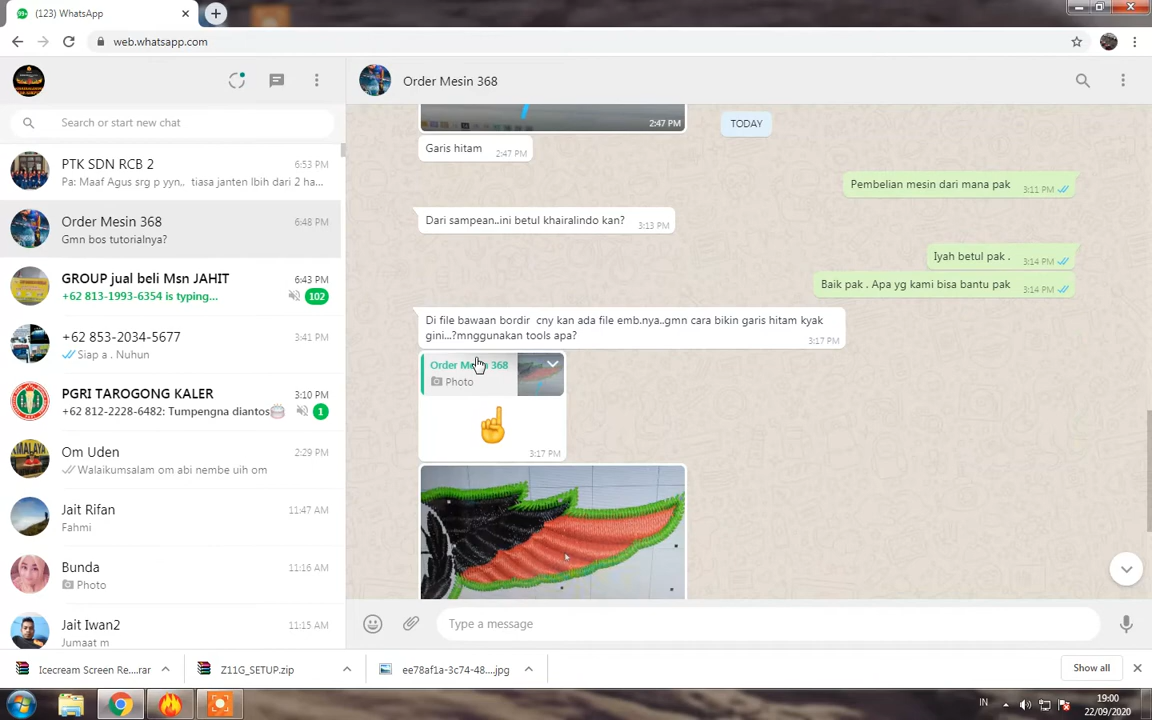 (123) WhatsApp
web.whatsapp.com
Search or start new chat
PTK SDN RCB 2
6:53 PM
Pa: Maaf Agus srg p yyn,, tiasa janten lbih dari 2 ha...
Order Mesin 368
6:48 PM
Gmn bos tutorialnya?
GROUP jual beli Msn JAHIT
6:43 PM
+62 813-1993-6354 is typing...
102
+62 853-2034-5677
3:41 PM
Siap a . Nuhun
PGRI TAROGONG KALER
3:10 PM
+62 812-2228-6482: Tumpengna diantos
1
Om Uden
2:29 PM
Walaikumsalam om abi nembe uih om
Jait Rifan
11:47 AM
Fahmi
Bunda
11:16 AM
Photo
Jait Iwan2
11:15 AM
Jumaat m
Order Mesin 368
2:47 PM
TODAY
Garis hitam
2:47 PM
Pembelian mesin dari mana pak
3:11 PM
Dari sampean..ini betul khairalindo kan?
3:13 PM
Iyah betul pak .
3:14 PM
Baik pak . Apa yg kami bisa bantu pak
3:14 PM
Di file bawaan bordir cny kan ada file emb.nya..gmn cara bikin garis hitam kyak
gini...?mnggunakan tools apa?
3:17 PM
Order Mesin 368
Photo
3:17 PM
Type a message
Icecream Screen Re....rar
Z11G_SETUP.zip
ee78af1a-3c74-48....jpg
Show all
IN
19:00
22/09/2020